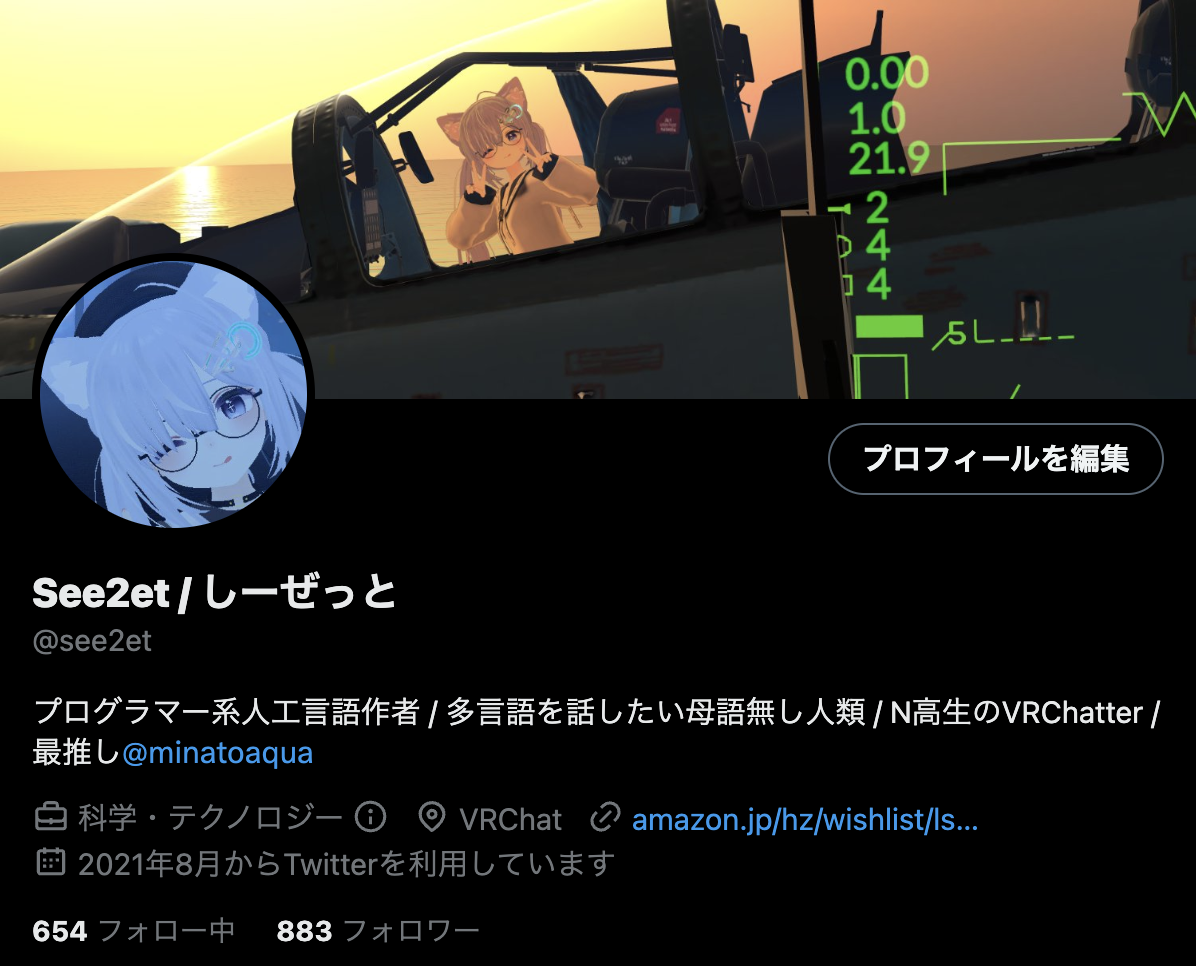 0.00
1.0
21.9
2
4
4
5
プロフィールを編集
See2et / しーぜっと
@see2et
プログラマー系人工言語作者 / 多言語を話したい母語無し人類 / N高生のVRChatter /
最推し@minatoaqua
科学・テクノロジー VRChat amazon.jp/hz/wishlist/ls...
2021年8月からTwitterを利用しています
654 フォロー中 883 フォロワー